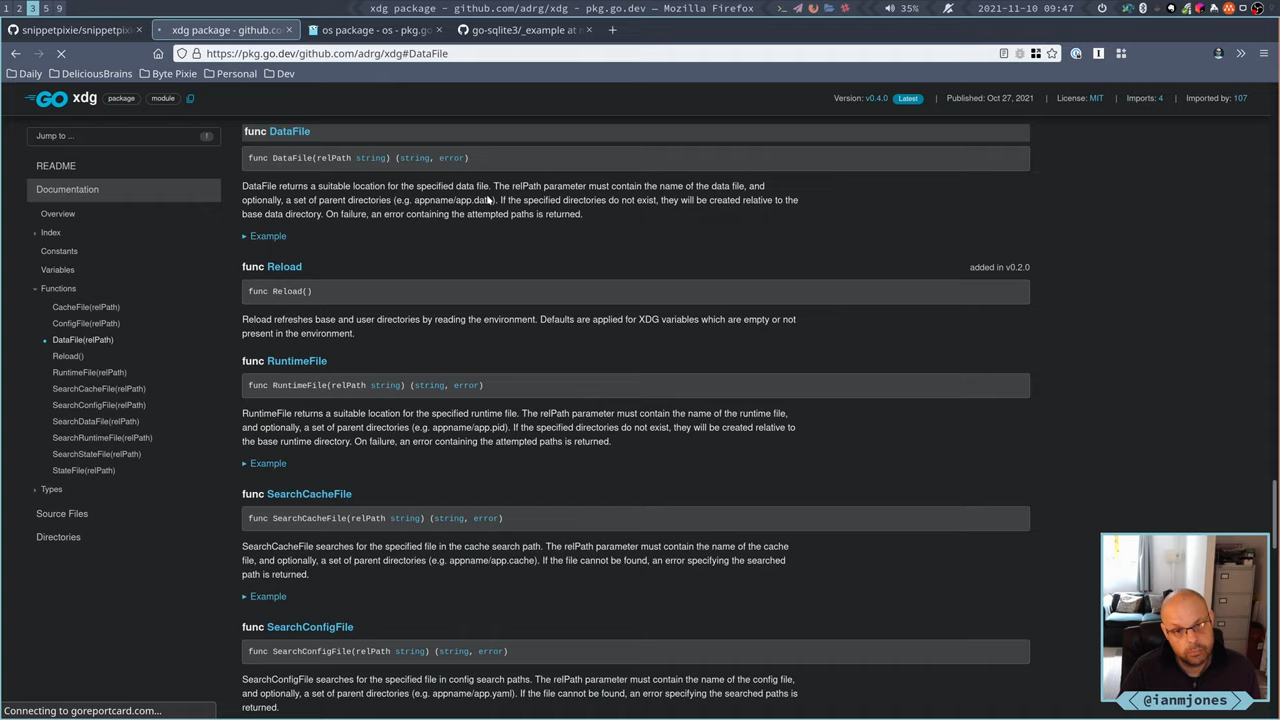 1 2 3 5 9
xdg package - github.com/adrg/xdg - pkg.go.dev — Mozilla Firefox
35%
2021-11-10 09:47
snippetpixie/snippetpix
xdg package - github.co
os package - os - pkg.go
go-sqlite3/_example at m
https://pkg.go.dev/github.com/adrg/xdg#DataFile
Daily
DeliciousBrains
Byte Pixie
Personal
Dev
GO xdg package module
Version: v0.4.0 Latest | Published: Oct 27, 2021 | License: MIT | Imports: 4 | Imported by: 107
Jump to ...
README
Documentation
Overview
Index
Constants
Variables
Functions
CacheFile(relPath)
ConfigFile(relPath)
DataFile(relPath)
Reload()
RuntimeFile(relPath)
SearchCacheFile(relPath)
SearchConfigFile(relPath)
SearchDataFile(relPath)
SearchRuntimeFile(relPath)
SearchStateFile(relPath)
StateFile(relPath)
Types
Source Files
Directories
func DataFile
func DataFile(relPath string) (string, error)
DataFile returns a suitable location for the specified data file. The relPath parameter must contain the name of the data file, and
optionally, a set of parent directories (e.g. appname/app.data). If the specified directories do not exist, they will be created relative to the
base data directory. On failure, an error containing the attempted paths is returned.
Example
func Reload
added in v0.2.0
func Reload()
Reload refreshes base and user directories by reading the environment. Defaults are applied for XDG variables which are empty or not
present in the environment.
func RuntimeFile
func RuntimeFile(relPath string) (string, error)
RuntimeFile returns a suitable location for the specified runtime file. The relPath parameter must contain the name of the runtime file,
and optionally, a set of parent directories (e.g. appname/app.pid). If the specified directories do not exist, they will be created relative to
the base runtime directory. On failure, an error containing the attempted paths is returned.
Example
func SearchCacheFile
func SearchCacheFile(relPath string) (string, error)
SearchCacheFile searches for the specified file in the cache search path. The relPath parameter must contain the name of the cache
file, and optionally, a set of parent directories (e.g. appname/app.cache). If the file cannot be found, an error specifying the searched
path is returned.
Example
func SearchConfigFile
func SearchConfigFile(relPath string) (string, error)
SearchConfigFile searches for the specified file in config search paths. The relPath parameter must contain the name of the config file,
and optionally, a set of parent directories (e.g. appname/app.yaml). If the file cannot be found, an error specifying the searched paths is
returned.
Connecting to goreportcard.com...
@ianmjones